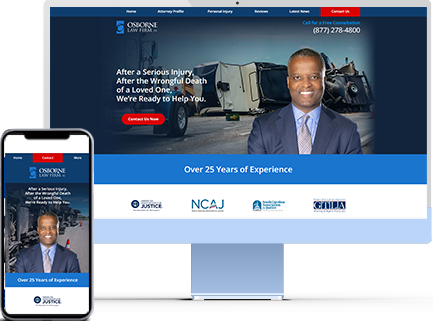 Home Attorney Profile Personal Injury Reviews Latest News Contact Us
OSBORNE
LAW FIRM
Call for a Free Consultation
(877) 278-4800
After a Serious Injury,
After the Wrongful Death
of a Loved One,
We're Ready to Help You.
Contact Us Now
Over 25 Years of Experience
JUSTICE.
NCAJ
Home Contact More
OSBORNE
LAW FIRM
After a Serious Injury,
After the Wrongful Death
of a Loved One,
We're Ready to Help You.
Over 25 Years of Experience
JUSTICE.